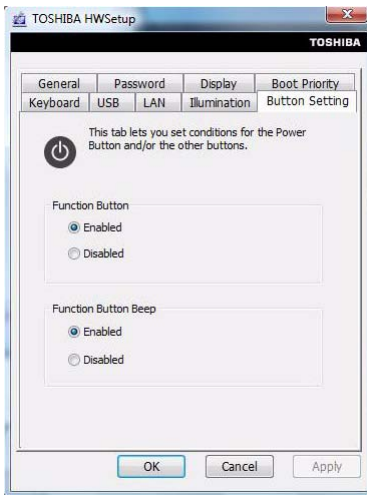 TOSHIBA HWSetup
TOSHIBA
General Password Display Boot Priority
Keyboard USB LAN Illumination Button Setting
This tab lets you set conditions for the Power
Button and/or the other buttons.
Function Button
Enabled
Disabled
Function Button Beep
Enabled
Disabled
OK Cancel Apply